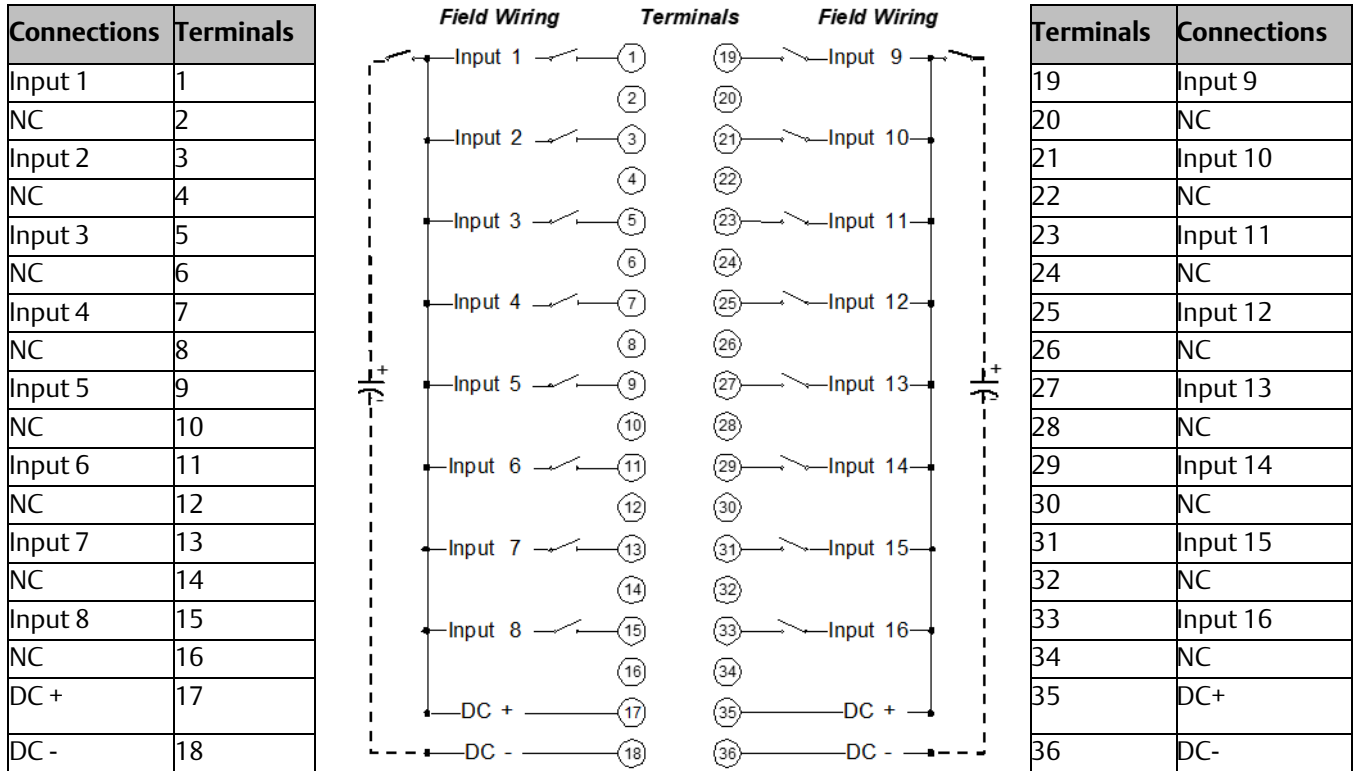 Connections Terminals
Input 1 1
NC 2
Input 2 3
NC 4
Input 3 5
NC 6
Input 4 7
NC 8
Input 5 9
NC 10
Input 6 11
NC 12
Input 7 13
NC 14
Input 8 15
NC 16
DC + 17
DC - 18
Field Wiring Terminals Field Wiring
Input 1 1 19 Input 9
2 20
Input 2 3 21 Input 10
4 22
Input 3 5 23 Input 11
6 24
Input 4 7 25 Input 12
8 26
+ Input 5 9 27 Input 13 +
- -
10 28
Input 6 11 29 Input 14
12 30
Input 7 13 31 Input 15
14 32
Input 8 15 33 Input 16
16 34
DC + 17 35 DC +
DC - 18 36 DC -
Terminals Connections
19 Input 9
20 NC
21 Input 10
22 NC
23 Input 11
24 NC
25 Input 12
26 NC
27 Input 13
28 NC
29 Input 14
30 NC
31 Input 15
32 NC
33 Input 16
34 NC
35 DC+
36 DC-